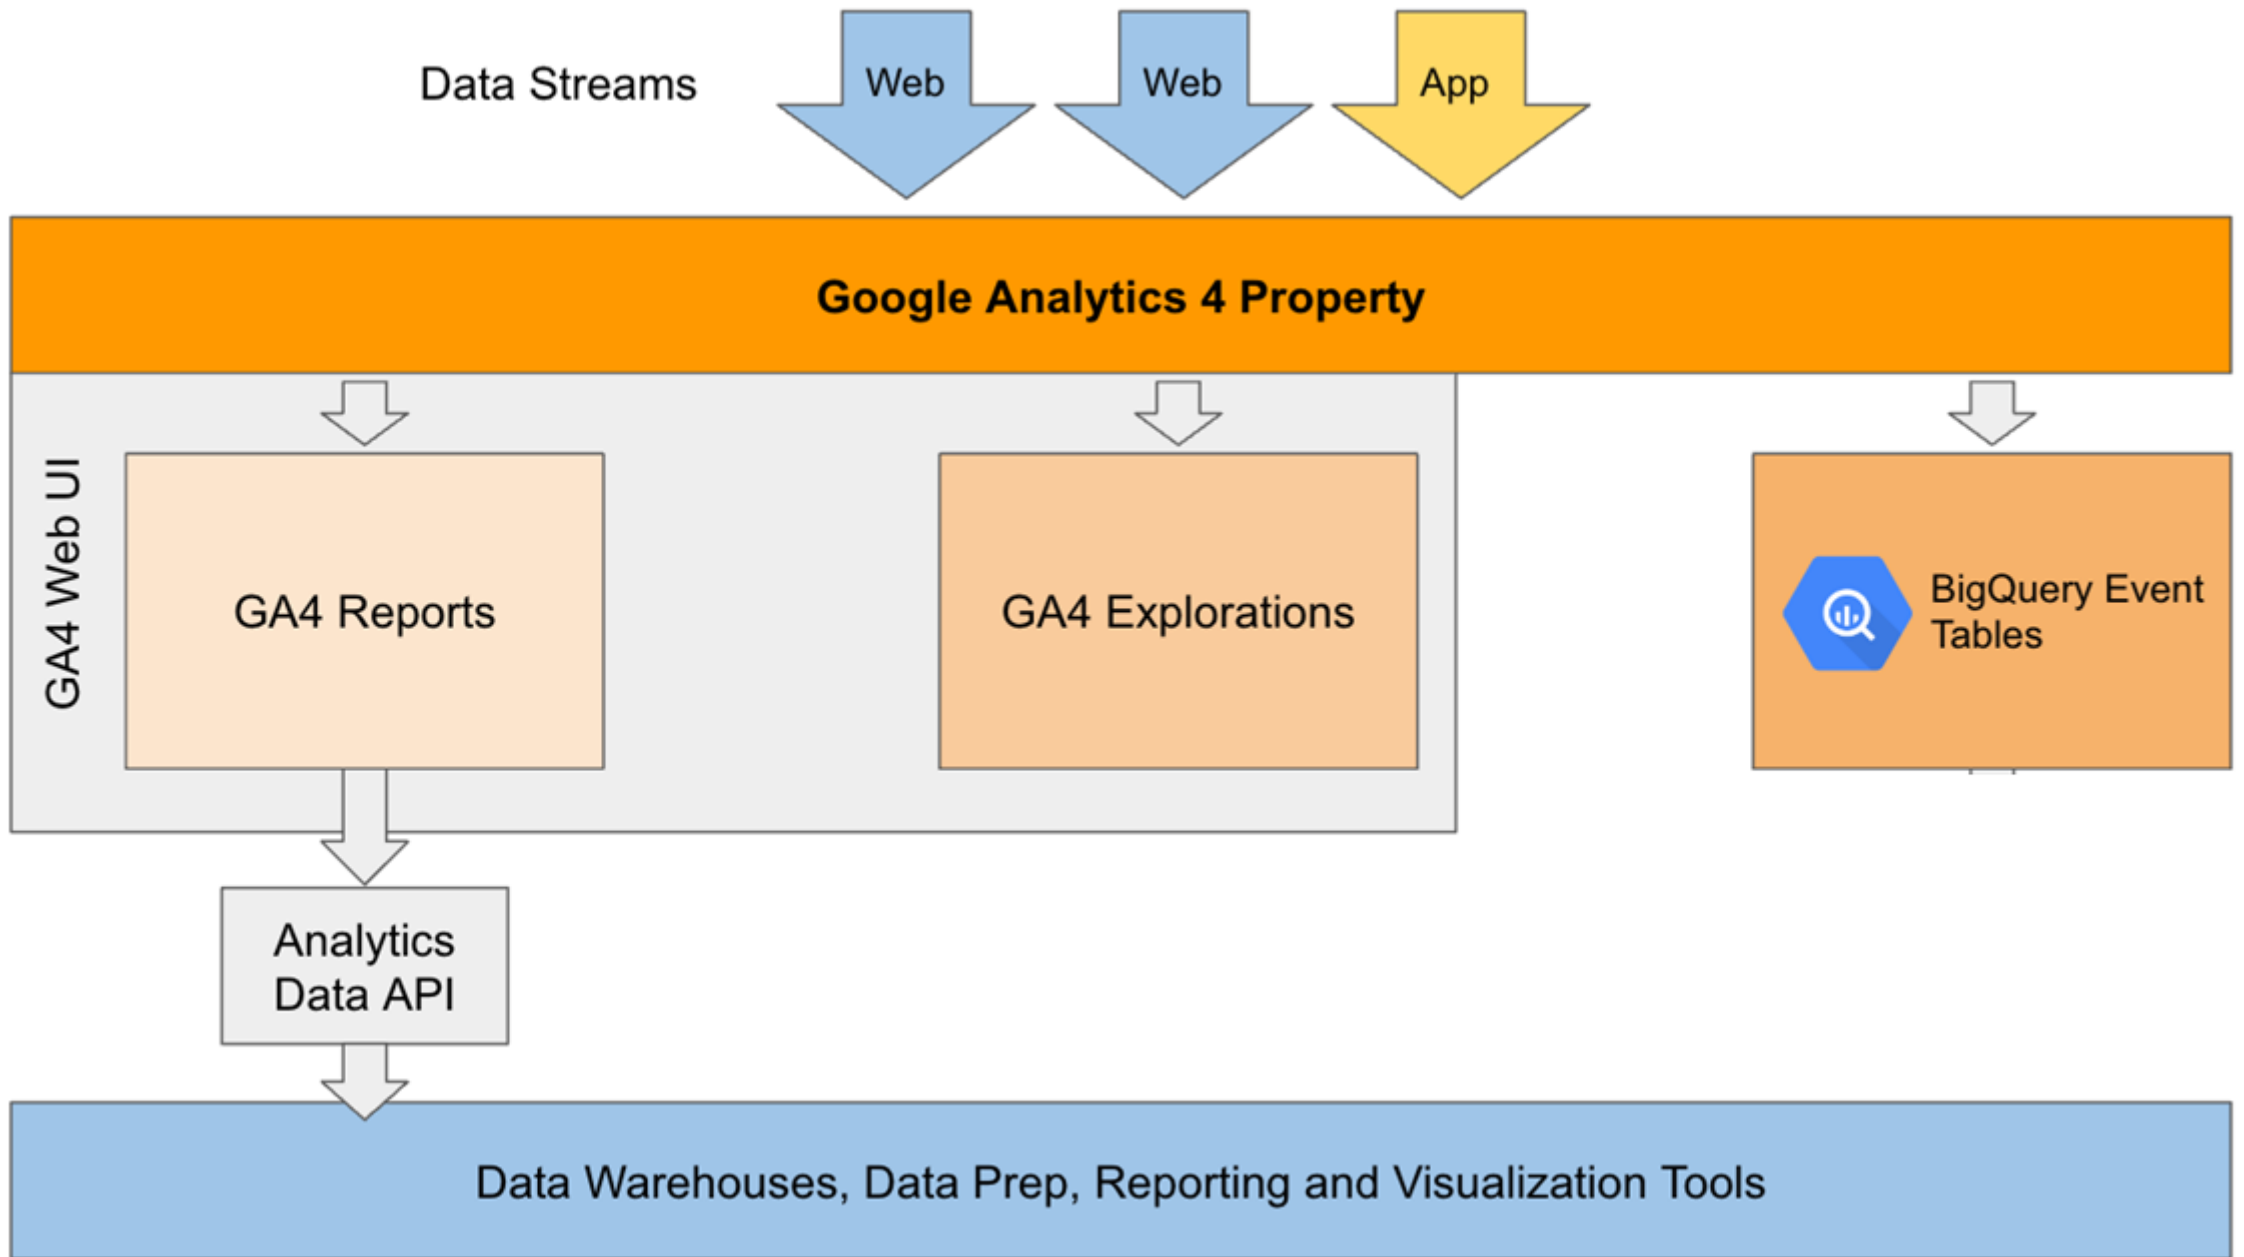 Data Streams
Web
Web
App
Google Analytics 4 Property
GA4 Web UI
GA4 Reports
GA4 Explorations
BigQuery Event
Tables
Analytics
Data API
Data Warehouses, Data Prep, Reporting and Visualization Tools